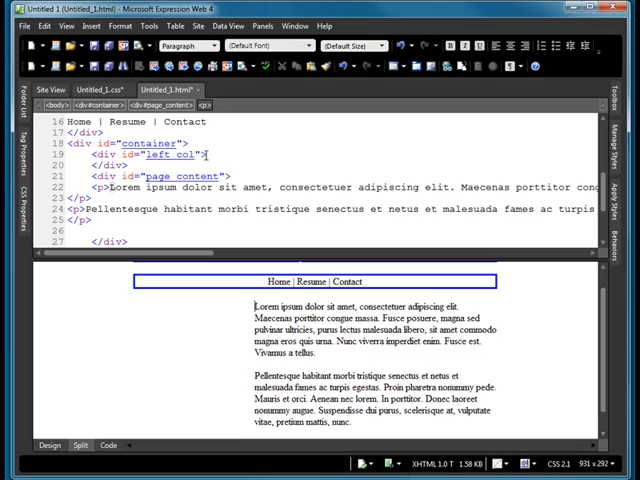 Untitled 1 (Untitled_1.html) - Microsoft Expression Web 4
File Edit View Insert Format Tools Table Site Data View Panels Window Help
Paragraph (Default Font) (Default Size) B I U
Site View Untitled_1.css* Untitled_1.html*
<body> <div#container> <div#page_content> <p>
16 Home | Resume | Contact
17 </div>
18 <div id="container">
19 <div id="left_col">
20 </div>
21 <div id="page_content">
22 <p>Lorem ipsum dolor sit amet, consectetuer adipiscing elit. Maecenas porttitor cong
23 </p>
24 <p>Pellentesque habitant morbi tristique senectus et netus et malesuada fames ac turpis
25 </p>
26
27 </div>
Folder List
Tag Properties
CSS Properties
Toolbox
Manage Styles
Apply Styles
Behaviors
Home | Resume | Contact
Lorem ipsum dolor sit amet, consectetuer adipiscing elit.
Maecenas porttitor congue massa. Fusce posuere, magna sed
pulvinar ultricies, purus lectus malesuada libero, sit amet commodo
magna eros quis urna. Nunc viverra imperdiet enim. Fusce est.
Vivamus a tellus.
Pellentesque habitant morbi tristique senectus et netus et
malesuada fames ac turpis egestas. Proin pharetra nonummy pede.
Mauris et orci. Aenean nec lorem. In porttitor. Donec laoreet
nonummy augue. Suspendisse dui purus, scelerisque at, vulputate
vitae, pretium mattis, nunc.
Design Split Code
XHTML 1.0 T 1.58 KB CSS 2.1 931 x 292